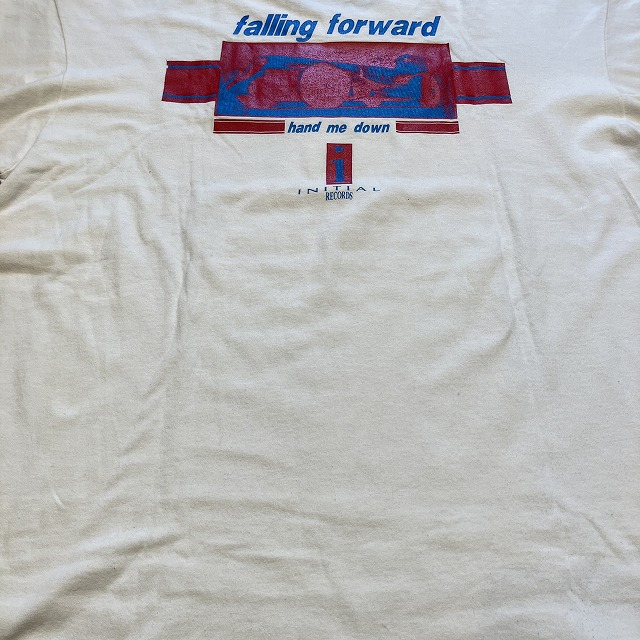 falling forward
hand me down
i
INITIAL
RECORDS